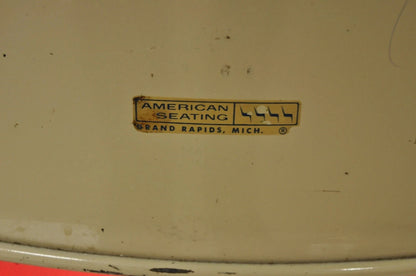 AMERICAN
SEATING
GRAND RAPIDS, MICH. ®